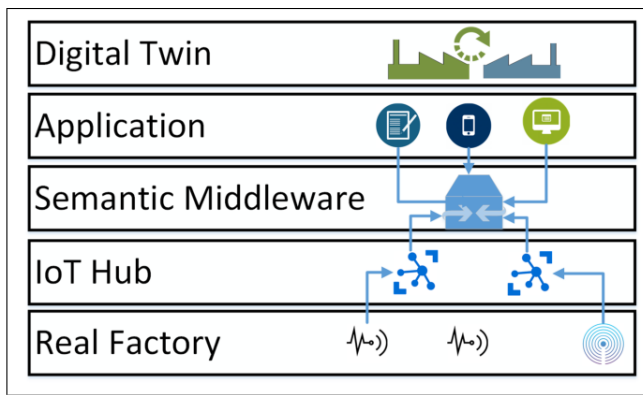 Digital Twin
Application
Semantic Middleware
IoT Hub
Real Factory